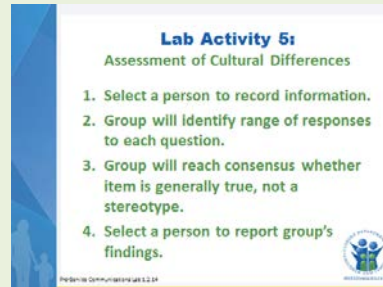 Lab Activity 5:
Assessment of Cultural Differences
1. Select a person to record information.
2. Group will identify range of responses
to each question.
3. Group will reach consensus whether
item is generally true, not a
stereotype.
4. Select a person to report group's
findings.